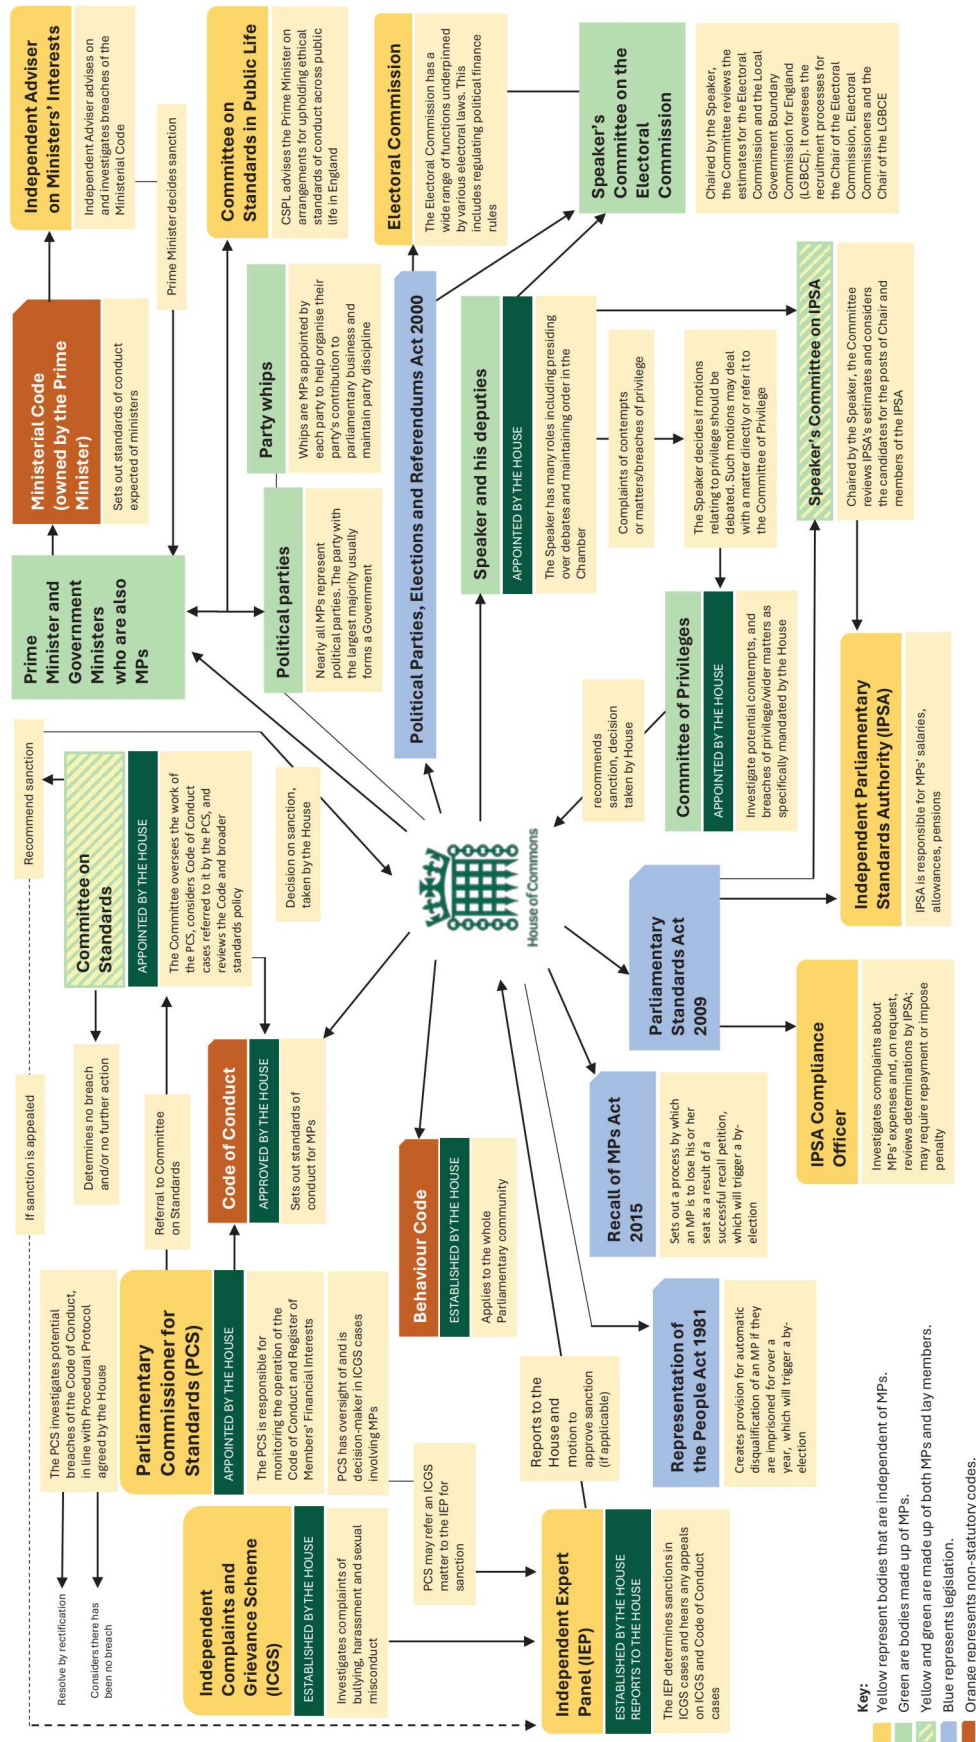 The PCS investigates potential
breaches of the Code of Conduct,
in line with Procedural Protocol
agreed by the House
Resolve by rectification
Considers there has
been no breach
If sanction is appealed
Recommend sanction
Parliamentary
Commissioner for
Standards (PCS)
APPOINTED BY THE HOUSE
The PCS is responsible for
monitoring the operation of the
Code of Conduct and Register of
Members' Financial Interests
PCS has oversight of and is
decision-maker in ICGS cases
involving MPs
Referral to Committee
on Standards
Determines no breach
and/or no further action
Committee on
Standards
APPOINTED BY THE HOUSE
The Committee oversees the work of
the PCS, considers Code of Conduct
cases referred to it by the PCS, and
reviews the Code and broader
standards policy
Decision on sanction,
taken by the House
Code of Conduct
APPROVED BY THE HOUSE
Sets out standards of
conduct for MPs
Independent
Complaints and
Grievance Scheme
(ICGS)
ESTABLISHED BY THE HOUSE
Investigates complaints of
bullying, harassment and sexual
misconduct
PCS may refer an ICGS
matter to the IEP for
sanction
Independent Expert
Panel (IEP)
ESTABLISHED BY THE HOUSE
REPORTS TO THE HOUSE
The IEP determines sanctions in
ICGS cases and hears any appeals
on ICGS and Code of Conduct
cases
Reports to the
House and
motion to
approve sanction
(if applicable)
Behaviour Code
ESTABLISHED BY THE HOUSE
Applies to the whole
Parliamentary community
House of Commons
Prime
Minister and
Government
Ministers
who are also
MPs
Ministerial Code
(owned by the Prime
Minister)
Sets out standards of conduct
expected of ministers
Independent Adviser
on Ministers' Interests
Independent Adviser advises on
and investigates breaches of the
Ministerial Code
Prime Minister decides sanction
Committee on
Standards in Public Life
CSPL advises the Prime Minister on
arrangements for upholding ethical
standards of conduct across public
life in England
Political parties
Nearly all MPs represent
political parties. The party with
the largest majority usually
forms a Government
Party whips
Whips are MPs appointed by
each party to help organise their
party's contribution to
parliamentary business and
maintain party discipline
Political Parties, Elections and Referendums Act 2000
Electoral Commission
The Electoral Commission has a
wide range of functions underpinned
by various electoral laws. This
includes regulating political finance
rules
Speaker and his deputies
APPOINTED BY THE HOUSE
The Speaker has many roles including presiding
over debates and maintaining order in the
Chamber
Speaker's
Committee on the
Electoral
Commission
Chaired by the Speaker,
the Committee reviews the
estimates for the Electoral
Commission and the Local
Government Boundary
Commission for England
(LGBCE). It oversees the
recruitment processes for
the Chair of the Electoral
Commission, Electoral
Commissioners and the
Chair of the LGBCE
Complaints of contempts
or matters/breaches of privilege
The Speaker decides if motions
relating to privilege should be
debated. Such motions may deal
with a matter directly or refer it to
the Committee of Privilege
Committee of Privileges
APPOINTED BY THE HOUSE
Investigate potential contempts, and
breaches of privilege/wider matters as
specifically mandated by the House
recommends
sanction, decision
taken by House
Speaker's Committee on IPSA
Chaired by the Speaker, the Committee
reviews IPSA's estimates and considers
the candidates for the posts of Chair and
members of the IPSA
Independent Parliamentary
Standards Authority (IPSA)
IPSA is responsible for MPs' salaries,
allowances, pensions
Parliamentary
Standards Act
2009
IPSA Compliance
Officer
Investigates complaints about
MPs' expenses and, on request,
reviews determinations by IPSA;
may require repayment or impose
penalty
Recall of MPs Act
2015
Sets out a process by which
an MP is to lose his or her
seat as a result of a
successful recall petition,
which will trigger a by-
election
Representation of
the People Act 1981
Creates provision for automatic
disqualification of an MP if they
are imprisoned for over a
year, which will trigger a by-
election
Key:
Yellow represent bodies that are independent of MPs.
Green are bodies made up of MPs.
Yellow and green are made up of both MPs and lay members.
Blue represents legislation.
Orange represents non-statutory codes.